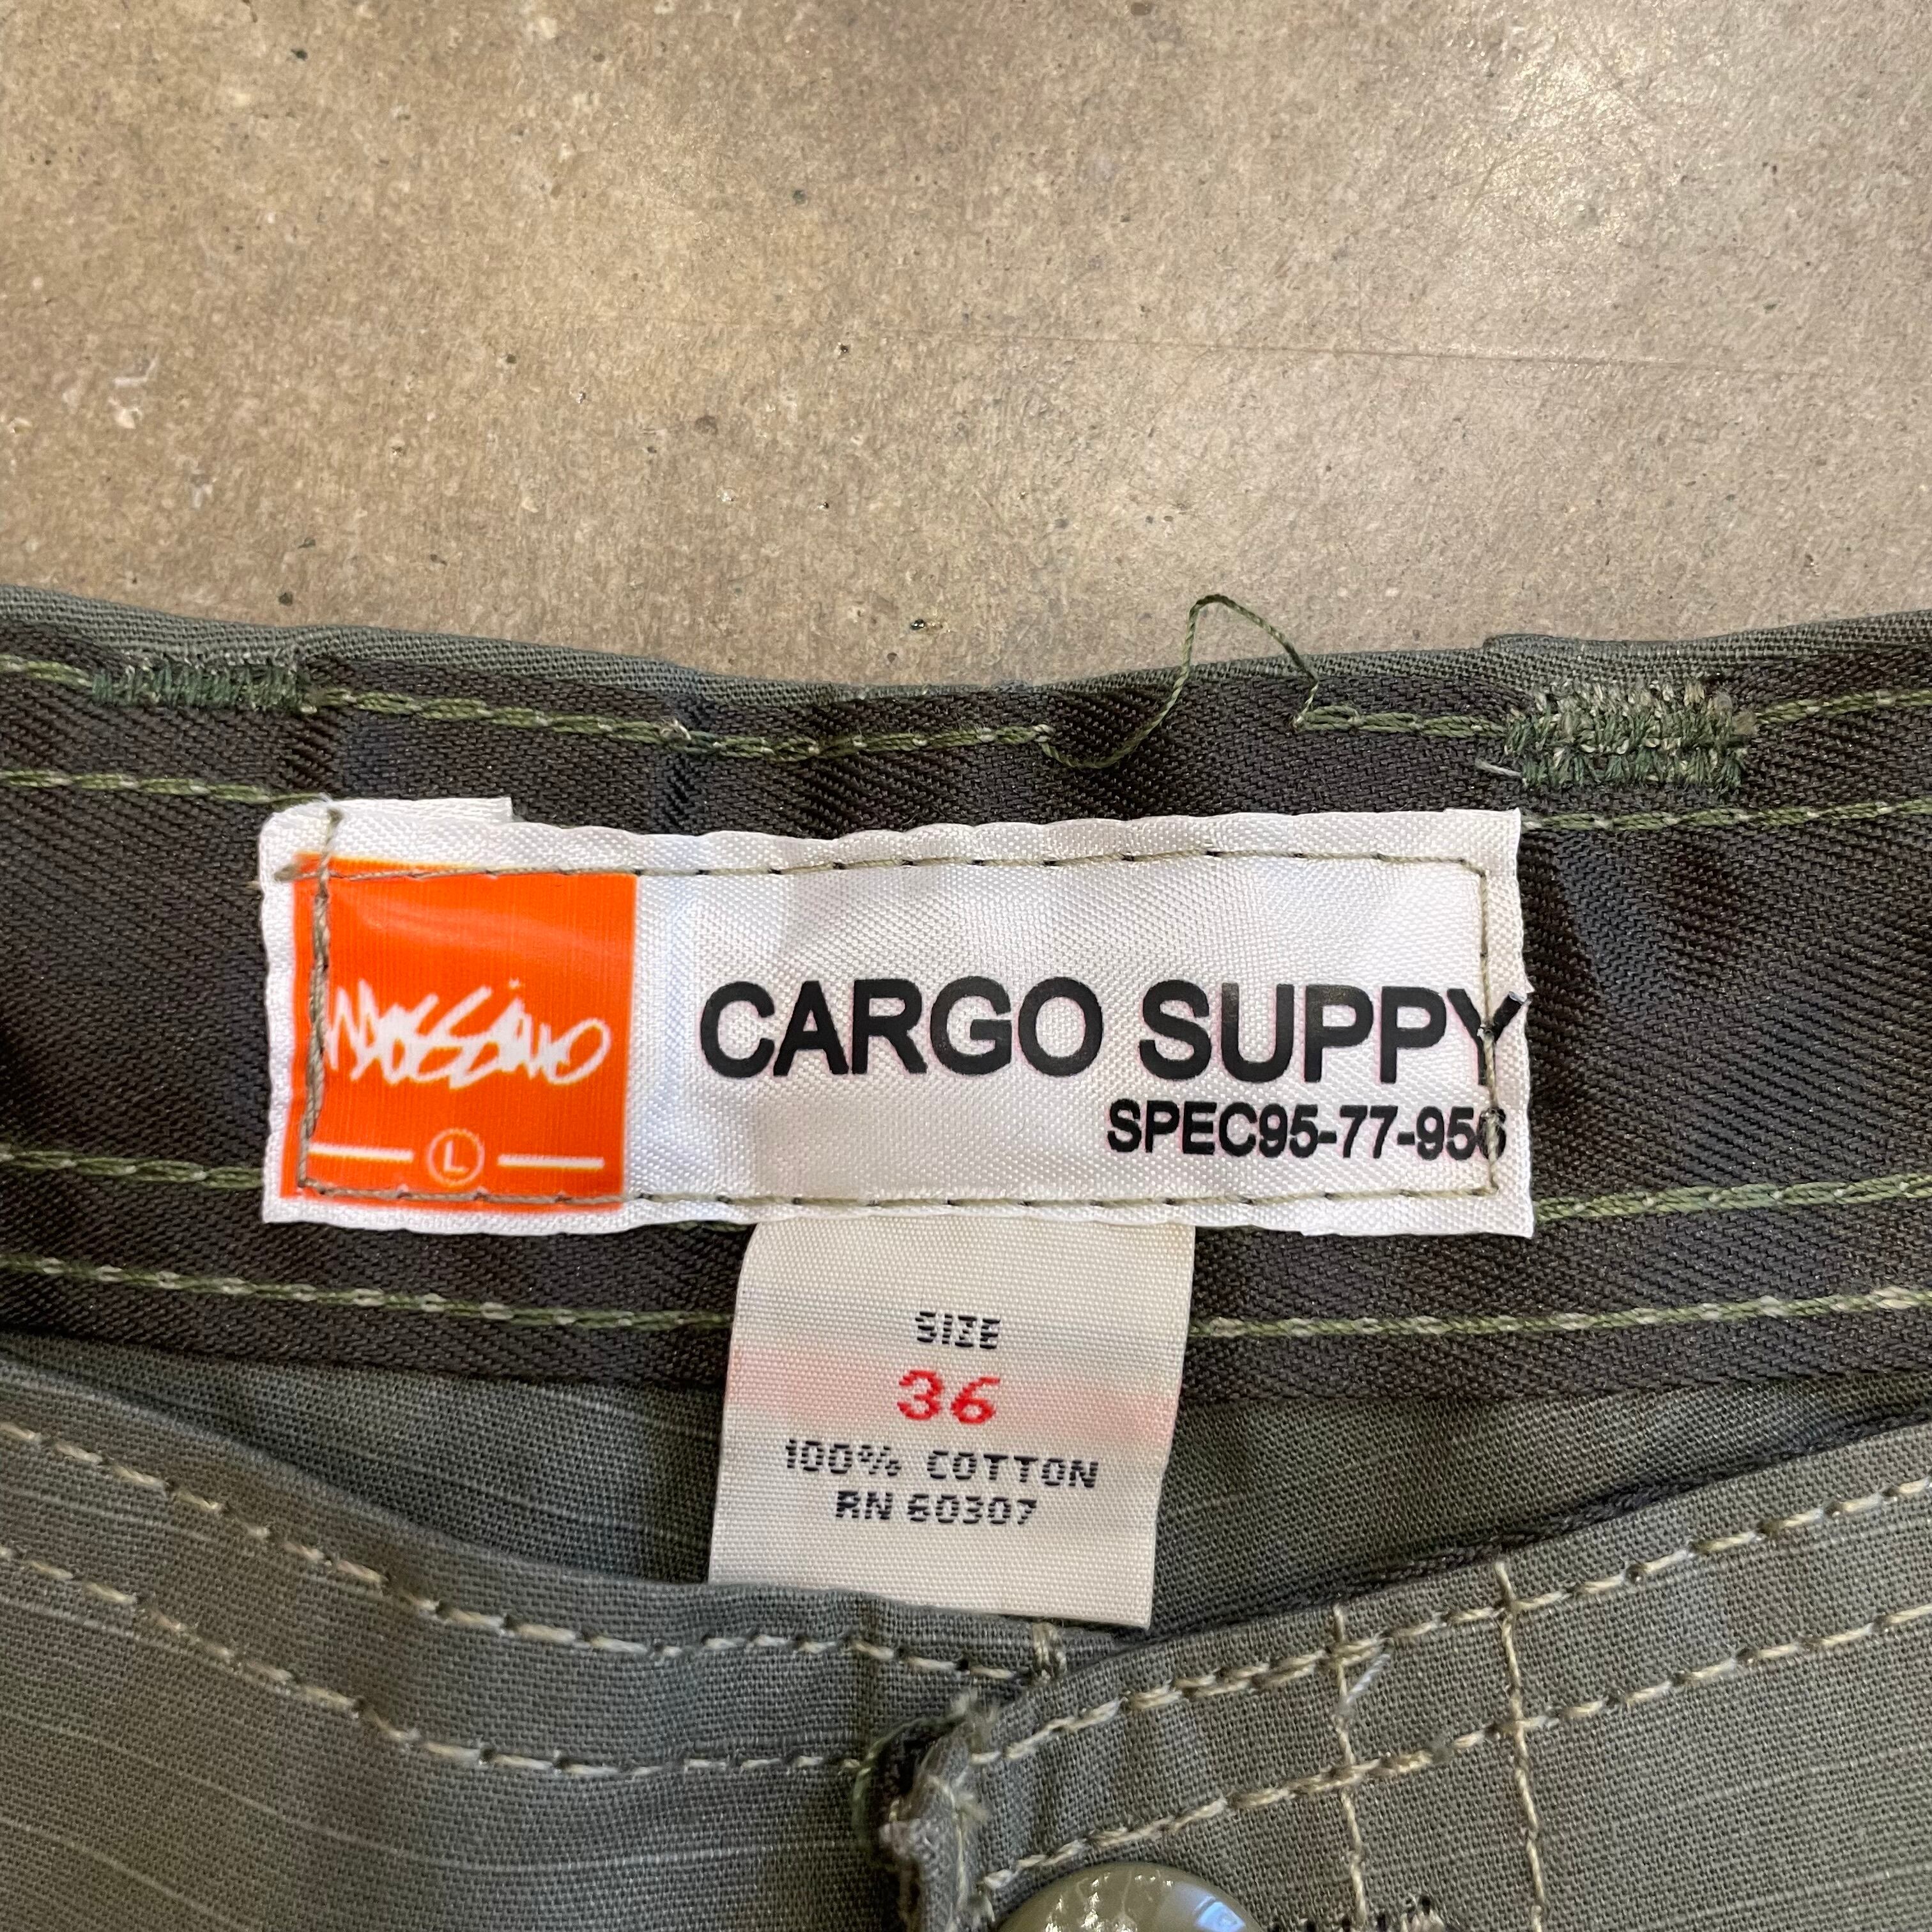 mossimo
CARGO SUPPY
SPEC95-77-956
L
SIZE
36
100% COTTON
RN 60307